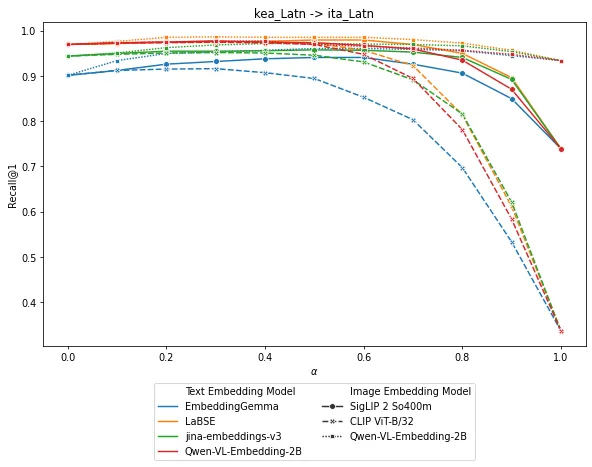 kea_Latn -> ita_Latn
Recall@1
1.0
0.9
0.8
0.7
0.6
0.5
0.4
0.0 0.2 0.4 0.6 0.8 1.0
α
Text Embedding Model Image Embedding Model
EmbeddingGemma SigLIP 2 So400m
LaBSE CLIP ViT-B/32
jina-embeddings-v3 Qwen-VL-Embedding-2B
Qwen-VL-Embedding-2B